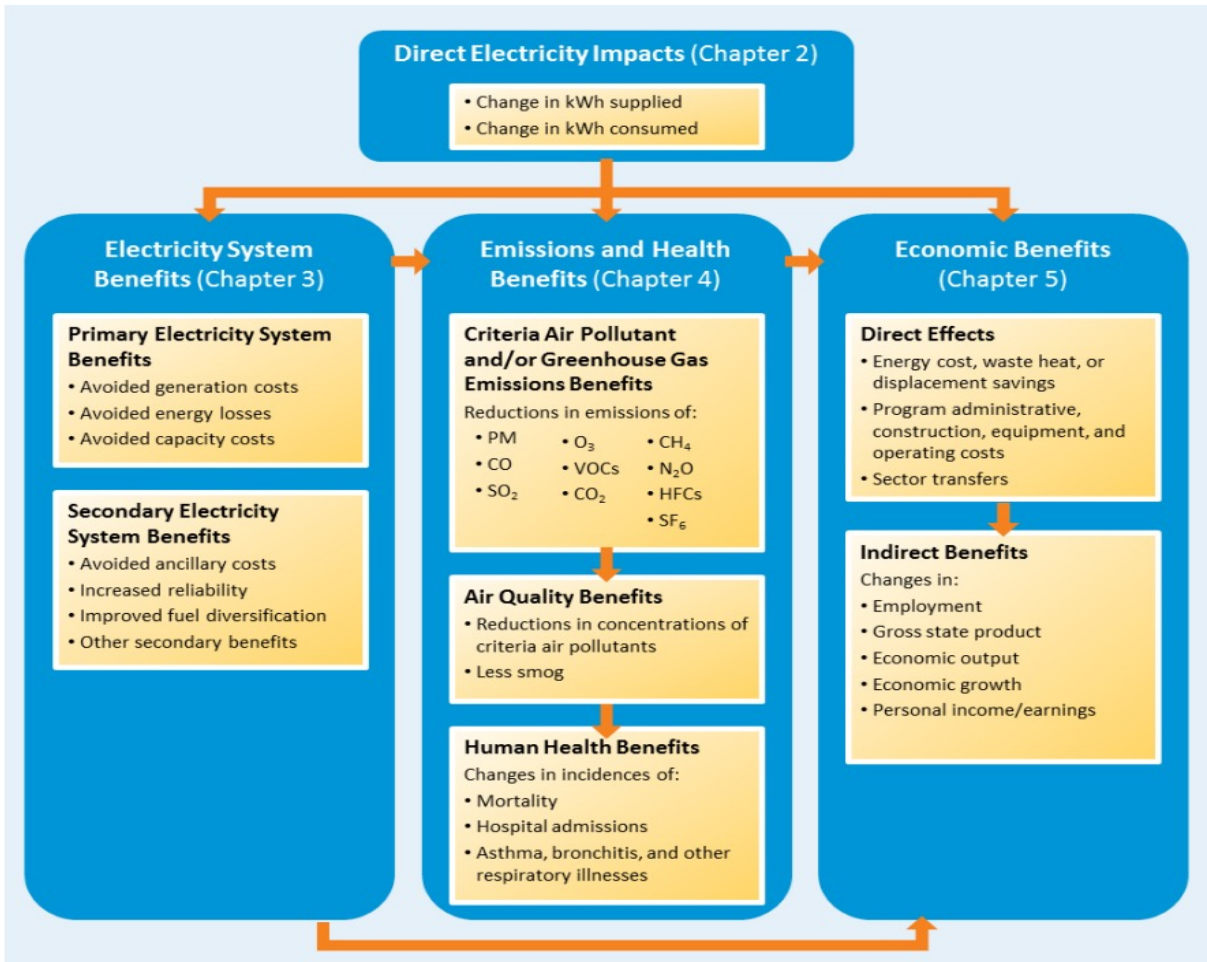 Direct Electricity Impacts (Chapter 2)
• Change in kWh supplied
• Change in kWh consumed
Electricity System
Benefits (Chapter 3)
Primary Electricity System
Benefits
• Avoided generation costs
• Avoided energy losses
• Avoided capacity costs
Secondary Electricity
System Benefits
• Avoided ancillary costs
• Increased reliability
• Improved fuel diversification
• Other secondary benefits
Emissions and Health
Benefits (Chapter 4)
Criteria Air Pollutant
and/or Greenhouse Gas
Emissions Benefits
Reductions in emissions of:
• PM
• CO
• SO₂
• O₃
• VOCs
• CO₂
• CH₄
• N₂O
• HFCs
• SF₆
Air Quality Benefits
• Reductions in concentrations of
criteria air pollutants
• Less smog
Human Health Benefits
Changes in incidences of:
• Mortality
• Hospital admissions
• Asthma, bronchitis, and other
respiratory illnesses
Economic Benefits
(Chapter 5)
Direct Effects
• Energy cost, waste heat, or
displacement savings
• Program administrative,
construction, equipment, and
operating costs
• Sector transfers
Indirect Benefits
Changes in:
• Employment
• Gross state product
• Economic output
• Economic growth
• Personal income/earnings